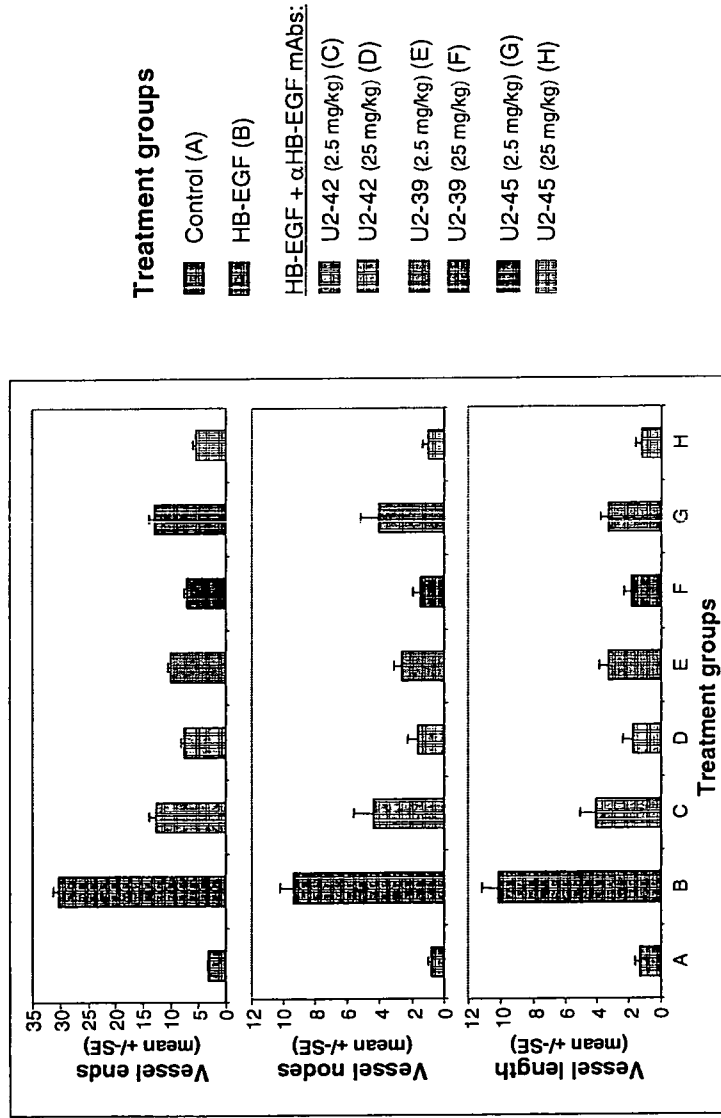 35
30
25
20
15
10
5
0
Vessel ends
(mean +/-SE)
12
10
8
6
4
2
0
Vessel nodes
(mean +/-SE)
12
10
8
6
4
2
0
Vessel length
(mean +/-SE)
A B C D E F G H
Treatment groups
Treatment groups
Control (A)
HB-EGF (B)
HB-EGF + αHB-EGF mAbs:
U2-42 (2.5 mg/kg) (C)
U2-42 (25 mg/kg) (D)
U2-39 (2.5 mg/kg) (E)
U2-39 (25 mg/kg) (F)
U2-45 (2.5 mg/kg) (G)
U2-45 (25 mg/kg) (H)